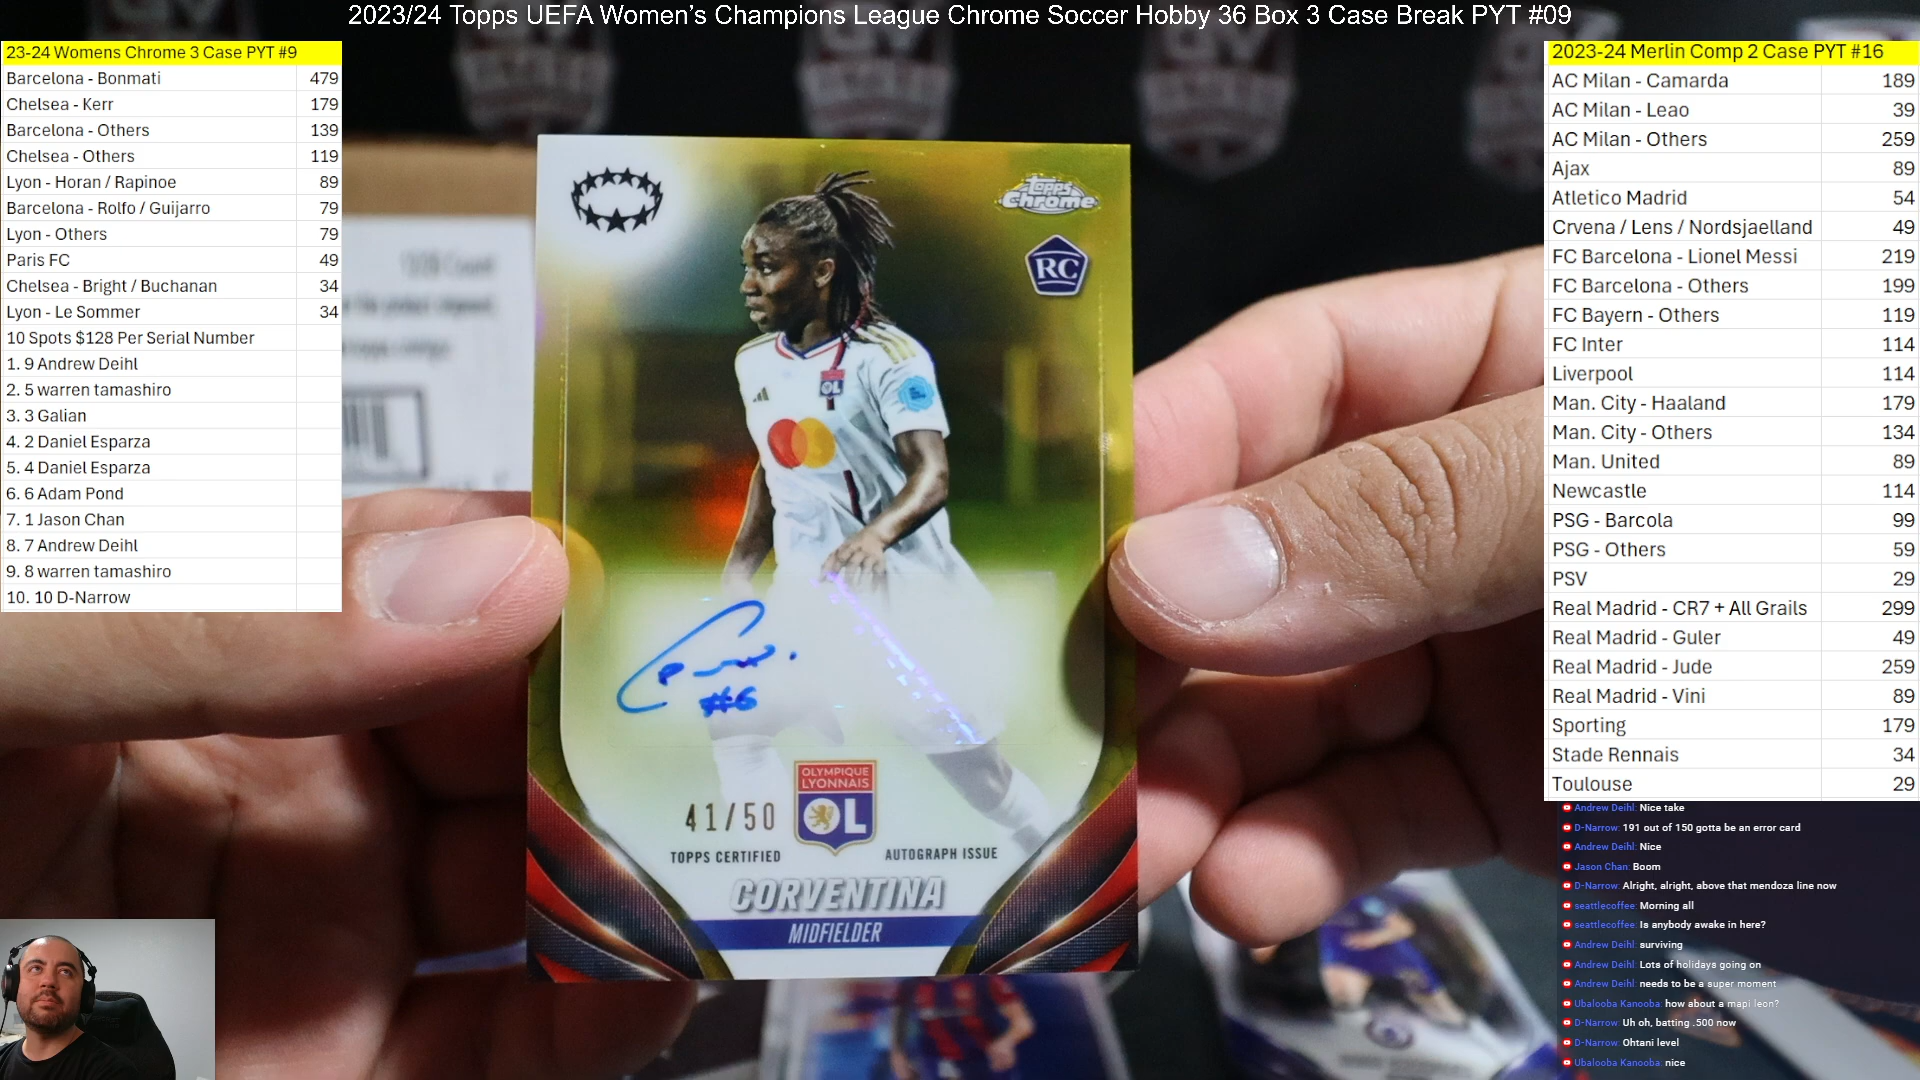 2023/24 Topps UEFA Women's Champions League Chrome Soccer Hobby 36 Box 3 Case Break PYT #09
23-24 Womens Chrome 3 Case PYT #9
Barcelona - Bonmati 479
Chelsea - Kerr 179
Barcelona - Others 139
Chelsea - Others 119
Lyon - Horan / Rapinoe 89
Barcelona - Rolfo / Guijarro 79
Lyon - Others 79
Paris FC 49
Chelsea - Bright / Buchanan 34
Lyon - Le Sommer 34
10 Spots $128 Per Serial Number
1. 9 Andrew Deihl
2. 5 warren tamashiro
3. 3 Galian
4. 2 Daniel Esparza
5. 4 Daniel Esparza
6. 6 Adam Pond
7. 1 Jason Chan
8. 7 Andrew Deihl
9. 8 warren tamashiro
10. 10 D-Narrow
Topps
Chrome
RC
OL
#6
41/50
OLYMPIQUE
LYONNAIS
OL
TOPPS CERTIFIED AUTOGRAPH ISSUE
CORVENTINA
MIDFIELDER
2023-24 Merlin Comp 2 Case PYT #16
AC Milan - Camarda 189
AC Milan - Leao 39
AC Milan - Others 259
Ajax 89
Atletico Madrid 54
Crvena / Lens / Nordsjaelland 49
FC Barcelona - Lionel Messi 219
FC Barcelona - Others 199
FC Bayern - Others 119
FC Inter 114
Liverpool 114
Man. City - Haaland 179
Man. City - Others 134
Man. United 89
Newcastle 114
PSG - Barcola 99
PSG - Others 59
PSV 29
Real Madrid - CR7 + All Grails 299
Real Madrid - Guler 49
Real Madrid - Jude 259
Real Madrid - Vini 89
Sporting 179
Stade Rennais 34
Toulouse 29
Andrew Deihl: Nice take
D-Narrow: 191 out of 150 gotta be an error card
Andrew Deihl: Nice
Jason Chan: Boom
D-Narrow: Alright, alright, above that mendoza line now
seattlecoffee: Morning all
seattlecoffee: Is anybody awake in here?
Andrew Deihl: surviving
Andrew Deihl: Lots of holidays going on
Andrew Deihl: needs to be a super moment
Ubalooba Kanooba: how about a mapi leon?
D-Narrow: Uh oh, batting .500 now
D-Narrow: Ohtani level
Ubalooba Kanooba: nice